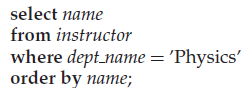 select name
from instructor
where dept_name = 'Physics'
order by name;